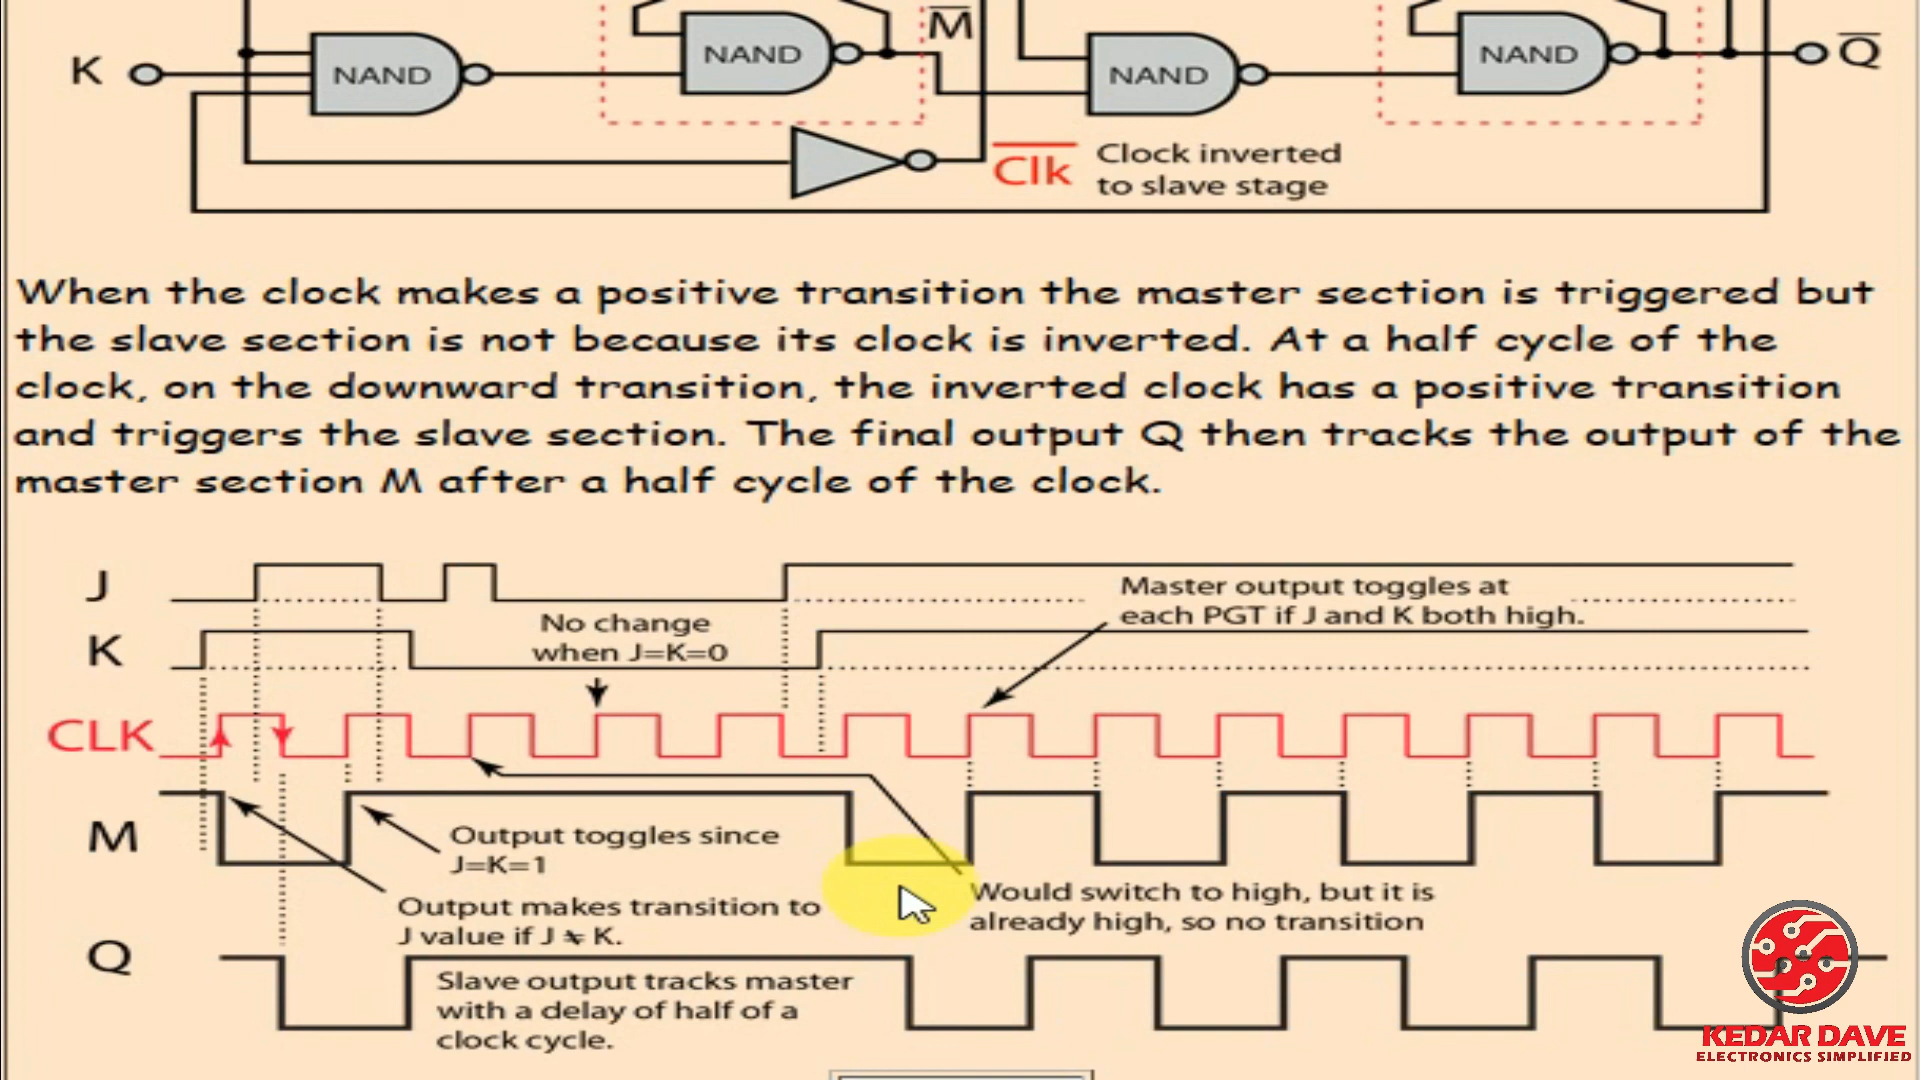 M
K
NAND
NAND
NAND
NAND
Q
Clk
Clock inverted
to slave stage
When the clock makes a positive transition the master section is triggered but
the slave section is not because its clock is inverted. At a half cycle of the
clock, on the downward transition, the inverted clock has a positive transition
and triggers the slave section. The final output Q then tracks the output of the
master section M after a half cycle of the clock.
J
Master output toggles at
each PGT if J and K both high.
K
No change
when J=K=0
CLK
M
Output toggles since
J=K=1
Output makes transition to
J value if J ≠ K.
Would switch to high, but it is
already high, so no transition
Q
Slave output tracks master
with a delay of half of a
clock cycle.
KEDAR DAVE
ELECTRONICS SIMPLIFIED